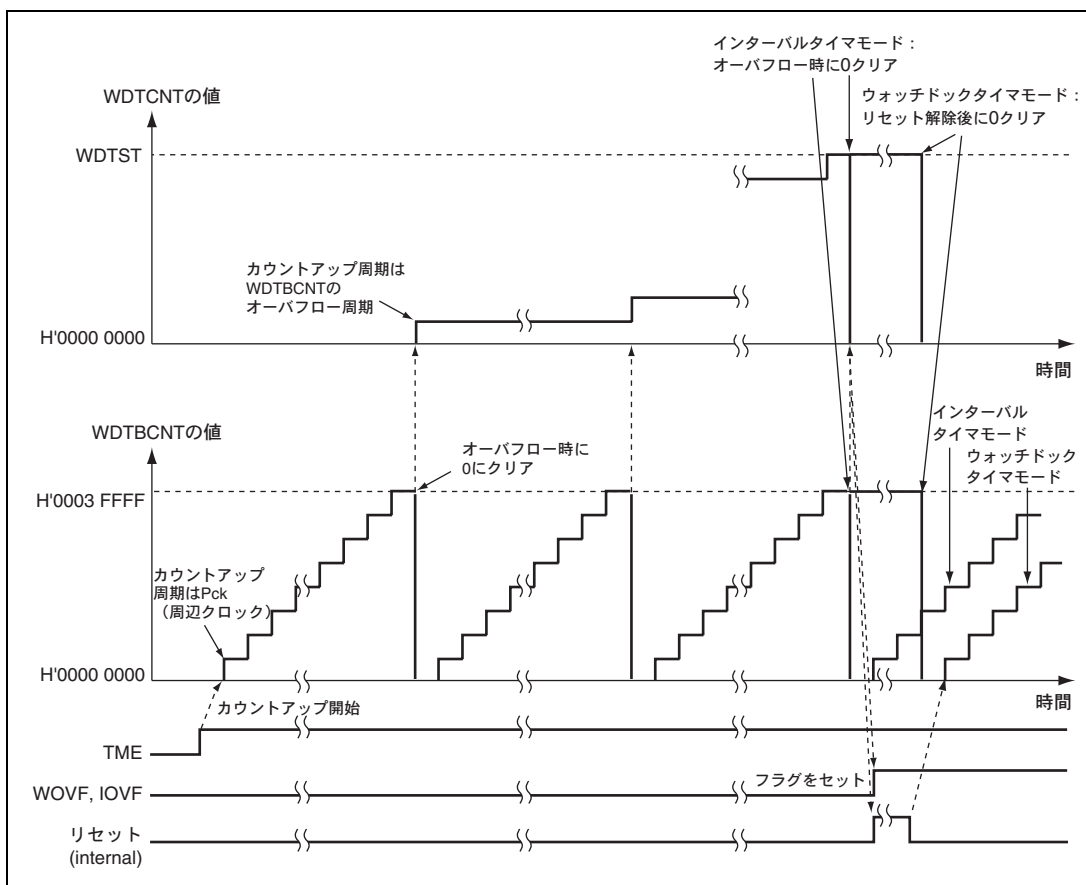 インターバルタイマモード：
オーバフロー時に0クリア
WDTCNTの値
ウォッチドックタイマモード：
リセット解除後に0クリア
WDTST
カウントアップ周期は
WDTBCNTの
オーバフロー周期
H'0000 0000
時間
WDTBCNTの値
オーバフロー時に
0にクリア
インターバル
タイマモード
ウォッチドック
タイマモード
H'0003 FFFF
カウントアップ
周期はPck
（周辺クロック）
H'0000 0000
時間
カウントアップ開始
TME
フラグをセット
WOVF, IOVF
リセット
(internal)